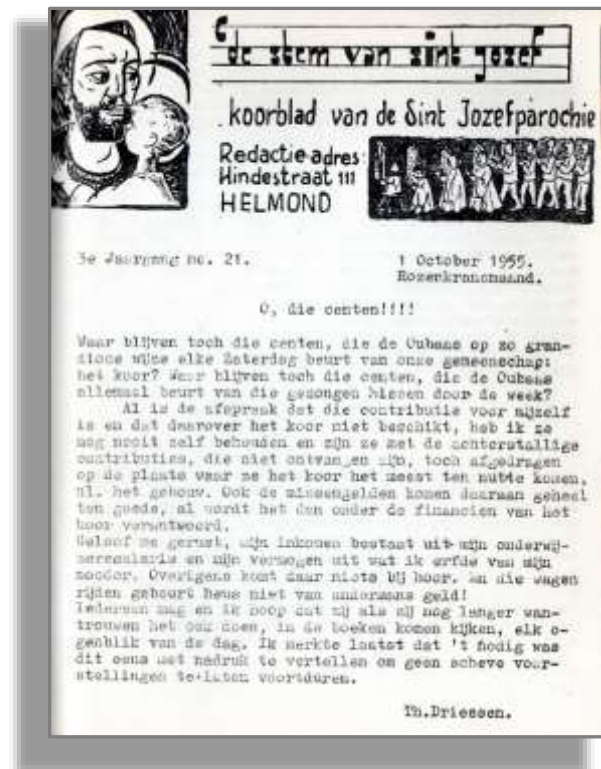 de stem van sint jozef
koorblad van de Sint Jozefparochie
Redactie-adres:
Hindestraat 111
HELMOND
3e Jaargang no. 21.
1 October 1955.
Rozenkransmaand.
O, die centen!!!!
Waar blijven toch die centen, die de Oubaas op zo gran-
dioze wijze elke Zaterdag beurt van onze gemeenschap:
het koor? Waar blijven toch die centen, die de Oubaas
allemaal beurt van die gezongen Missen door de week?
Al is de afspraak dat die contributie voor mijzelf
is en dat daarover het koor niet beschikt, heb ik ze
nog nooit zelf behouden en zijn ze met de achterstallige
contributies, die niet ontvangen zijn, toch afgedragen
op de plaats waar ze het koor het meest ten nutte komen,
nl. het gebouw. Ook de missengelden komen daaraan geheel
ten goede, al wordt het dan onder de financien van het
koor verantwoord.
Geloof me gerust, mijn inkomen bestaat uit mijn onderwij-
zerssalaris en mijn vermogen uit wat ik erfde van mijn
moeder. Overigens komt daar niets bij hoor. En die wagen
rijden gebeurt heus niet van andermans geld!
Iedereen mag en ik hoop dat zij als zij nog langer wan-
trouwen het ook doen, in de boeken komen kijken, elk o-
genblik van de dag. Ik merkte laatst dat 't nodig was
dit eens met nadruk te vertellen om geen scheve voor-
stellingen te laten voortduren.
Th.Driessen.